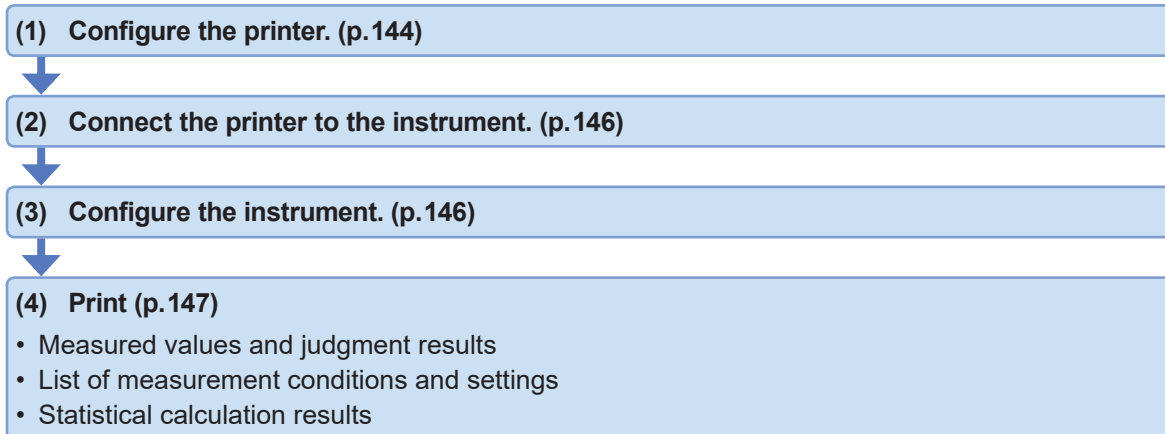 (1) Configure the printer. (p.144)
(2) Connect the printer to the instrument. (p.146)
(3) Configure the instrument. (p.146)
(4) Print (p.147)
• Measured values and judgment results
• List of measurement conditions and settings
• Statistical calculation results